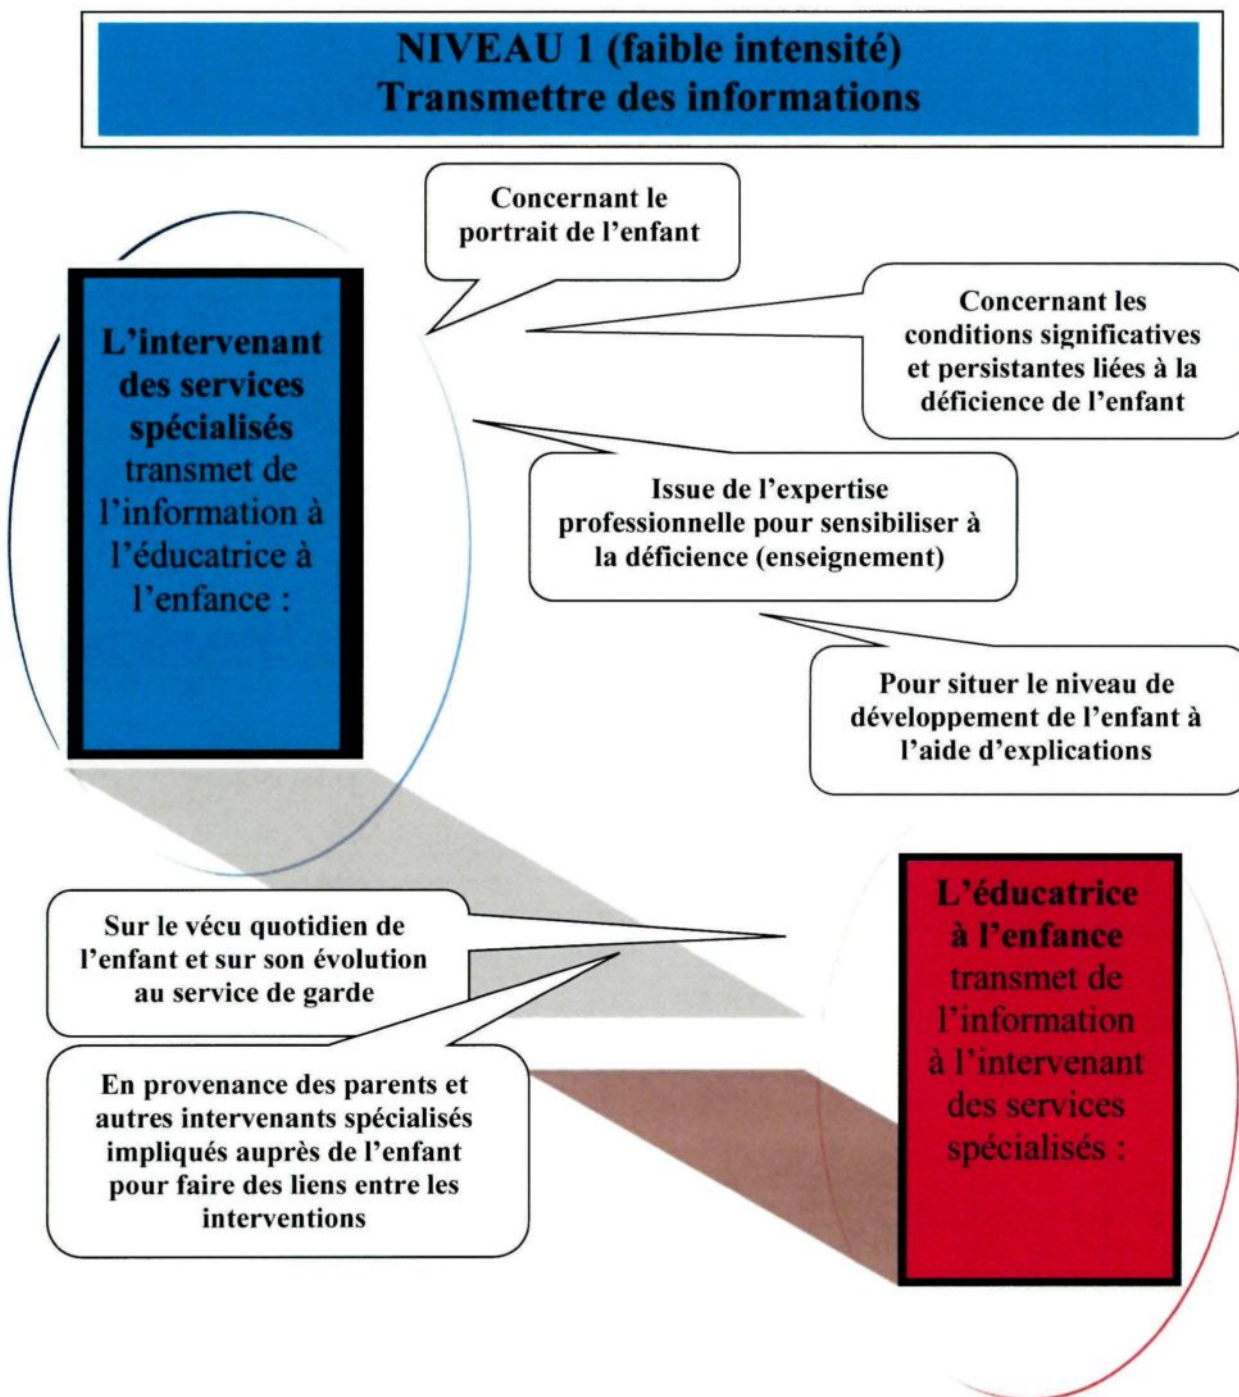 NIVEAU 1 (faible intensité)
Transmettre des informations
Concernant le
portrait de l'enfant
L'intervenant
des services
spécialisés
transmet de
l'information à
l'éducatrice à
l'enfance :
Concernant les
conditions significatives
et persistantes liées à la
déficience de l'enfant
Issue de l'expertise
professionnelle pour sensibiliser à
la déficience (enseignement)
Pour situer le niveau de
développement de l'enfant à
l'aide d'explications
Sur le vécu quotidien de
l'enfant et sur son évolution
au service de garde
En provenance des parents et
autres intervenants spécialisés
impliqués auprès de l'enfant
pour faire des liens entre les
interventions
L'éducatrice
à l'enfance
transmet de
l'information
à l'intervenant
des services
spécialisés :